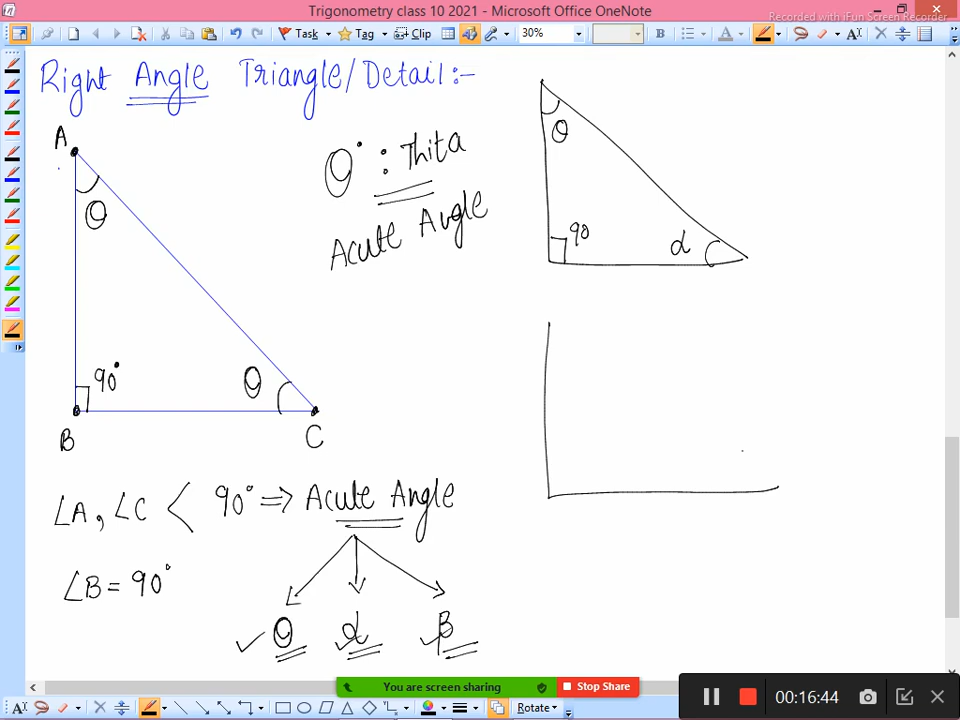 Trigonometry class 10 2021 - Microsoft Office OneNote
Recorded with iFun Screen Recorder
Task Tag Clip 30% B A
Right Angle Triangle/Detail:-
A
θ
90°
θ
B
C
θ° : Thita
Acute Angle
θ
90
α
∠A, ∠C < 90° => Acute Angle
∠B = 90°
θ α β
You are screen sharing Stop Share
Rotate
00:16:44